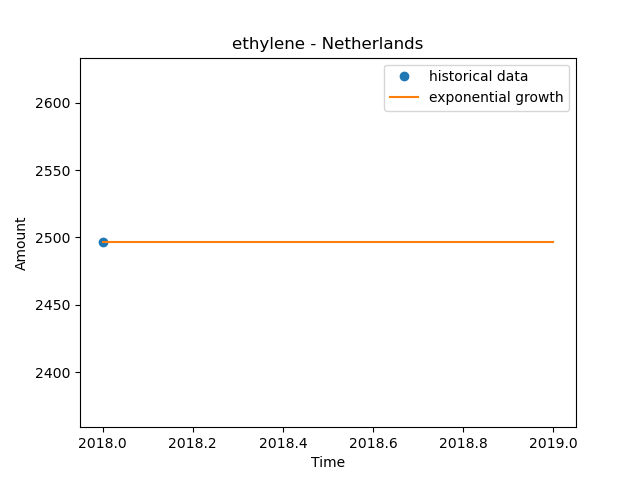 ethylene - Netherlands
historical data
exponential growth
2600
2550
2500
2450
2400
Amount
2018.0 2018.2 2018.4 2018.6 2018.8 2019.0
Time